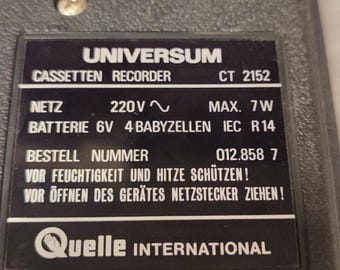 UNIVERSUM
CASSETTEN RECORDER CT 2152
NETZ 220V ∿ MAX. 7W
BATTERIE 6V 4 BABYZELLEN IEC R14
BESTELL NUMMER 012.858 7
VOR FEUCHTIGKEIT UND HITZE SCHÜTZEN!
VOR ÖFFNEN DES GERÄTES NETZSTECKER ZIEHEN!
Quelle INTERNATIONAL